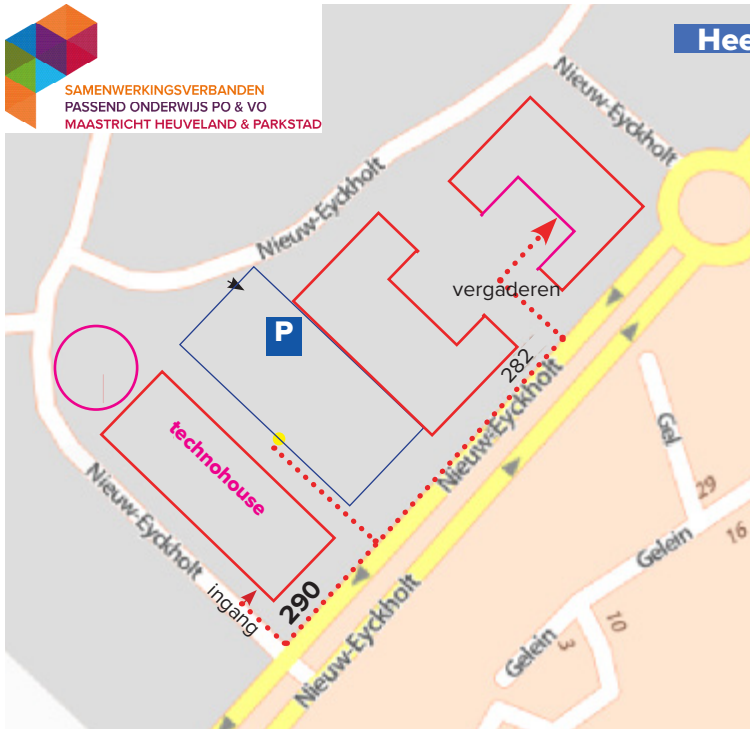 SAMENWERKINGSVERBANDEN
PASSEND ONDERWIJS PO & VO
MAASTRICHT HEUVELAND & PARKSTAD
Hee
Nieuw-Eyckholt
Nieuw-Eyckholt
vergaderen
P
282
Nieuw-Eyckholt
technohouse
Gel
29
16
Gelein
Nieuw-Eyckholt
ingang
290
Nieuw-Eyckholt
10
3
Gelein